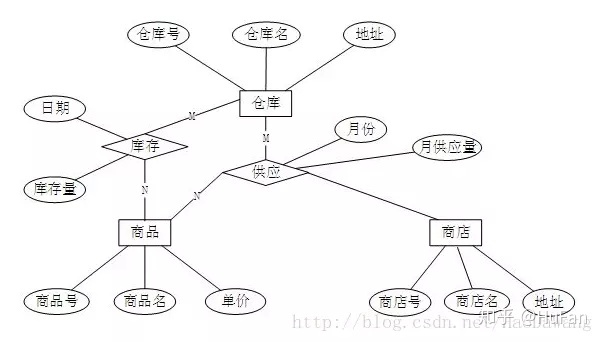 仓库号
仓库名
地址
仓库
日期
M
M
月份
库存
月供应量
供应
库存量
N
N
商品
商店
商品号
商品名
单价
商店号
商店名
地址
知乎 @Hufan